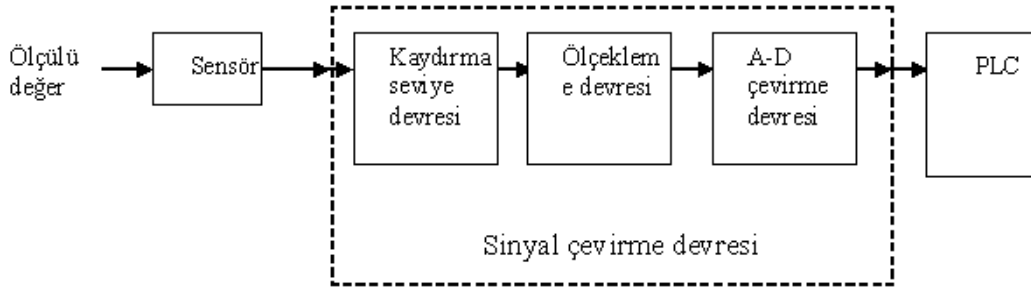 Ölçülü
değer
Sensör
Kaydırma
seviye
devresi
Ölçeklem
e devresi
A-D
çevirme
devresi
PLC
Sinyal çevirme devresi